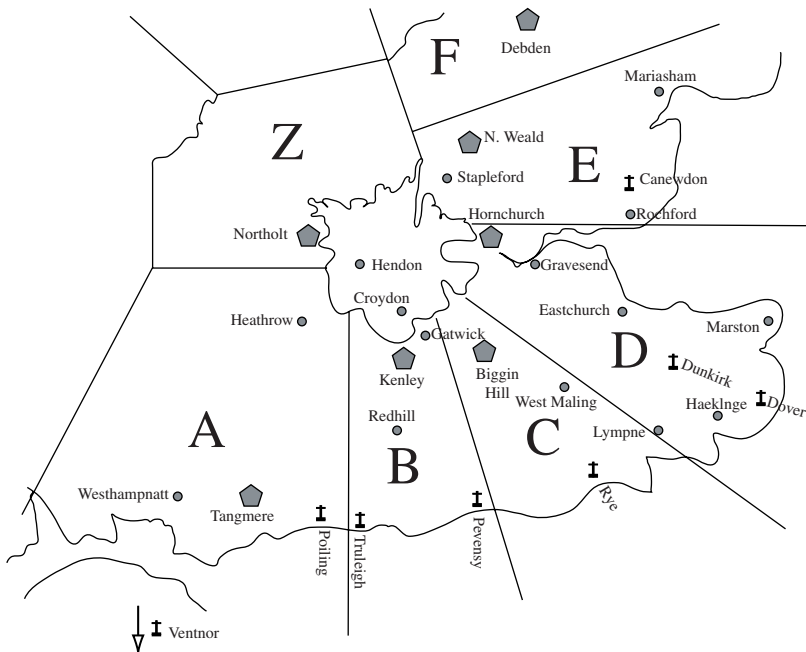 F
Debden
Mariasham
Z
N. Weald
E
Stapleford
Canewdon
Hornchurch
Rochford
Northolt
Hendon
Gravesend
Croydon
Eastchurch
Heathrow
Gatwick
Marston
D
Kenley
Biggin
Hill
Dunkirk
West Maling
Dover
Redhill
Haeklnge
A
C
Lympne
B
Westhampnatt
Tangmere
Rye
Poiling
Truleigh
Pevensy
Ventnor